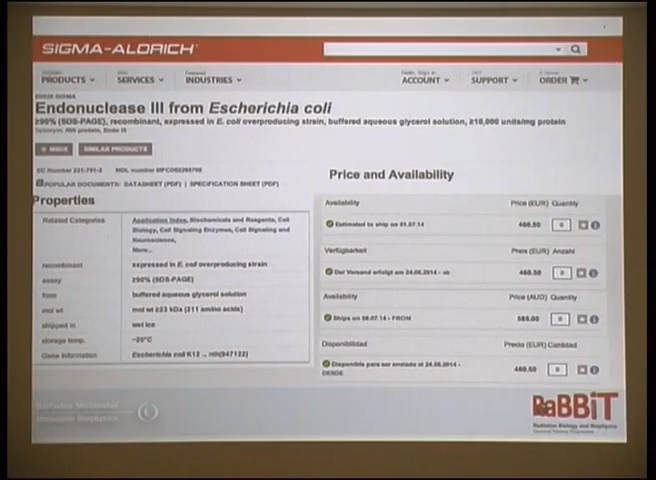 SIGMA-ALDRICH
PRODUCTS SERVICES INDUSTRIES ACCOUNT SUPPORT ORDER
Endonuclease III from Escherichia coli
≥90% (SDS-PAGE), recombinant, expressed in E. coli overproducing strain, buffered aqueous glycerol solution, ≥10,000 units/mg protein
SIMILAR PRODUCTS
POPULAR DOCUMENTS: DATASHEET (PDF) | SPECIFICATION SHEET (PDF)
Properties
Related Categories Application Index, Biochemicals and Reagents, Cell
Biology, Cell Signaling Enzymes, Cell Signaling and
Neuroscience,
More...
recombinant expressed in E. coli overproducing strain
assay ≥90% (SDS-PAGE)
form buffered aqueous glycerol solution
mol wt mol wt ≥23 kDa (211 amino acids)
shipped in wet ice
storage temp. −20°C
Gene Information Escherichia coli K12 ... nth(947122)
Price and Availability
Availability Price (EUR) Quantity
Estimated to ship on 01.07.14 460.50 0
Verfügbarkeit Preis (EUR) Anzahl
Der Versand erfolgt am 24.06.2014 - ab 460.50 0
Availability Price (AUD) Quantity
Ships on 08.07.14 - FROM 585.00 0
Disponibilidad Precio (EUR) Cantidad
Disponible para ser enviado el 24.06.2014 -
DESDE 460.50 0
RaBBiT
Radiation Biology and Biophysics